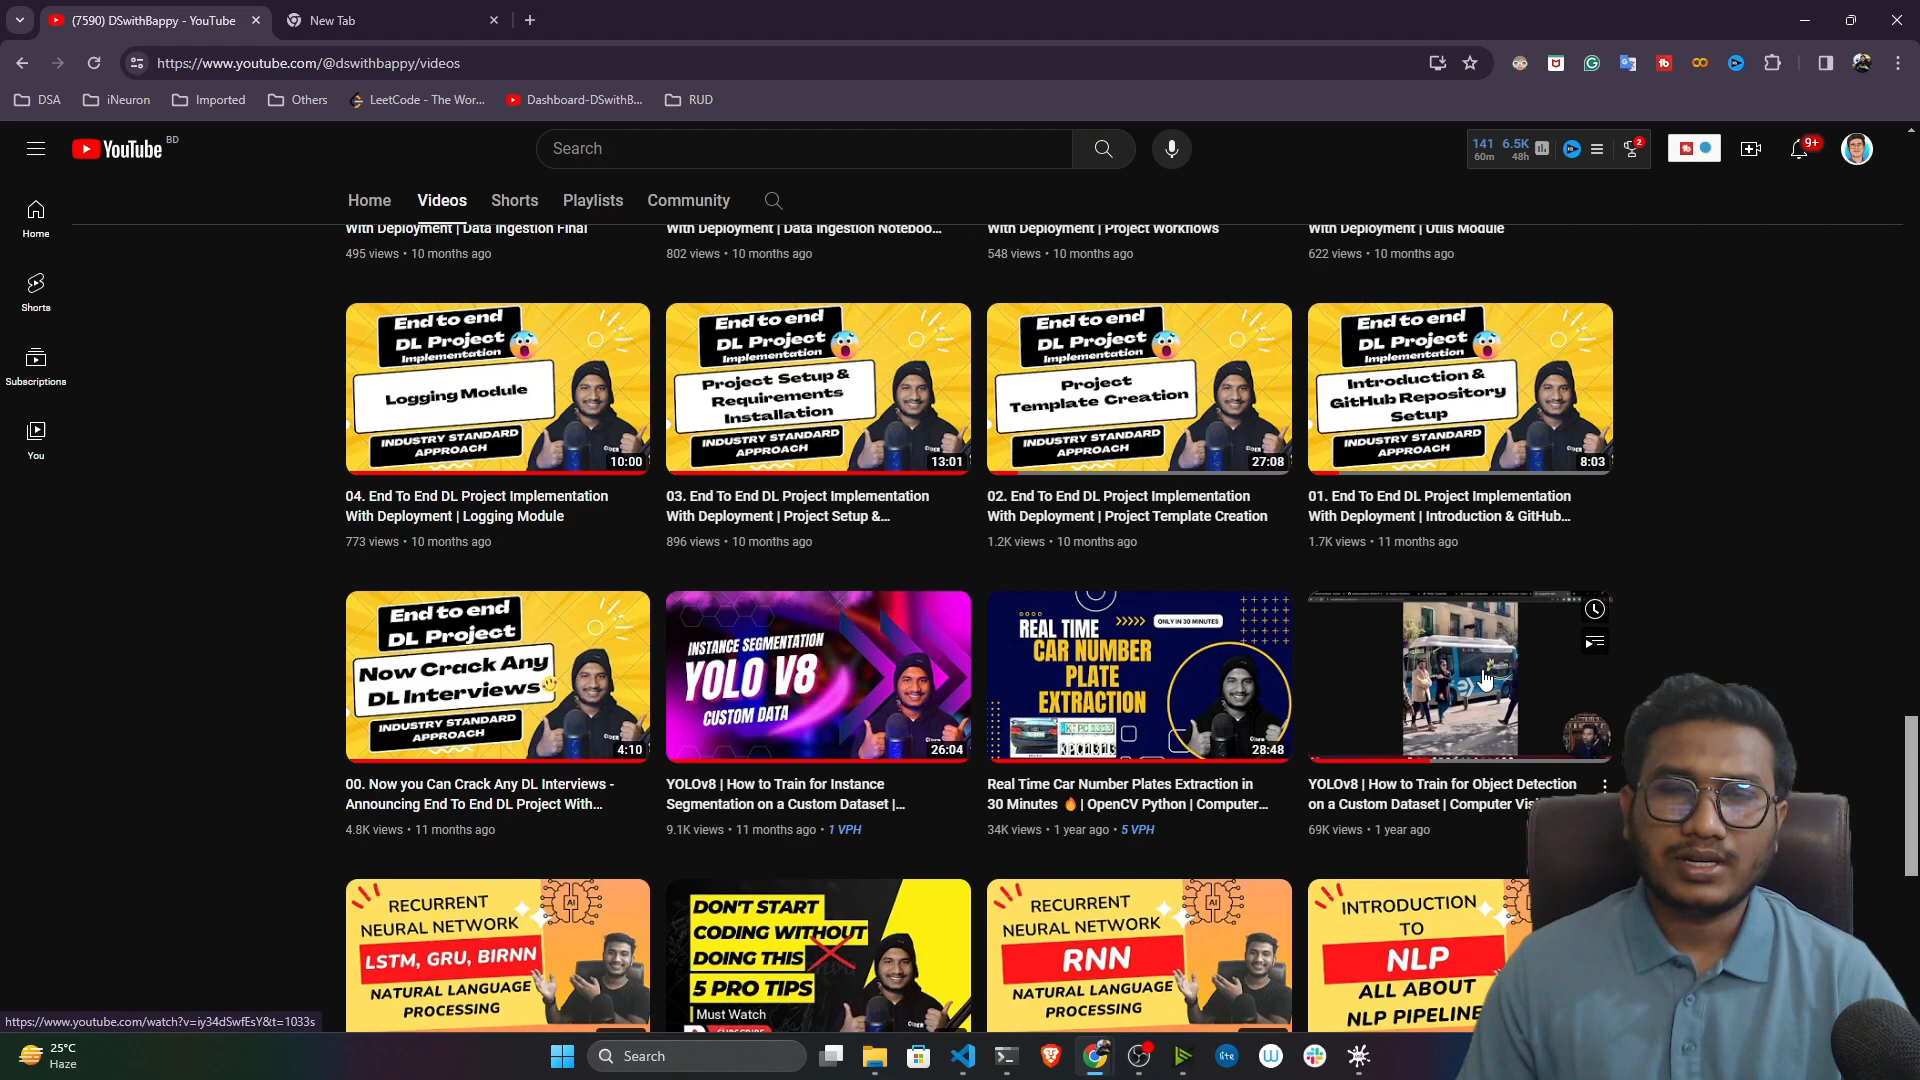 (7590) DSwithBappy - YouTube
New Tab
https://www.youtube.com/@dswithbappy/videos
DSA
iNeuron
Imported
Others
LeetCode - The Wor...
Dashboard-DSwithB...
RUD
YouTube BD
Search
141 6.5K
60m 48h
2
9+
Home
Videos
Shorts
Playlists
Community
Home
Shorts
Subscriptions
You
With Deployment | Data Ingestion Final
495 views • 10 months ago
With Deployment | Data Ingestion Noteboo...
802 views • 10 months ago
With Deployment | Project Workflows
548 views • 10 months ago
With Deployment | Utils Module
622 views • 10 months ago
End to end
DL Project
Implementation
Logging Module
INDUSTRY STANDARD
APPROACH
10:00
04. End To End DL Project Implementation
With Deployment | Logging Module
773 views • 10 months ago
End to end
DL Project
Implementation
Project Setup &
Requirements
Installation
INDUSTRY STANDARD
APPROACH
13:01
03. End To End DL Project Implementation
With Deployment | Project Setup &...
896 views • 10 months ago
End to end
DL Project
Implementation
Project
Template Creation
INDUSTRY STANDARD
APPROACH
27:08
02. End To End DL Project Implementation
With Deployment | Project Template Creation
1.2K views • 10 months ago
End to end
DL Project
Implementation
Introduction &
GitHub Repository
Setup
INDUSTRY STANDARD
APPROACH
8:03
01. End To End DL Project Implementation
With Deployment | Introduction & GitHub...
1.7K views • 11 months ago
End to end
DL Project
Now Crack Any
DL Interviews
INDUSTRY STANDARD
APPROACH
4:10
00. Now you Can Crack Any DL Interviews -
Announcing End To End DL Project With...
4.8K views • 11 months ago
INSTANCE SEGMENTATION
YOLO V8
CUSTOM DATA
26:04
YOLOv8 | How to Train for Instance
Segmentation on a Custom Dataset |...
9.1K views • 11 months ago • 1 VPH
REAL TIME
ONLY IN 30 MINUTES
CAR NUMBER
PLATE
EXTRACTION
28:48
Real Time Car Number Plates Extraction in
30 Minutes | OpenCV Python | Computer...
34K views • 1 year ago • 5 VPH
YOLOv8 | How to Train for Object Detection
on a Custom Dataset | Computer
69K views • 1 year ago
RECURRENT
NEURAL NETWORK
LSTM, GRU, BIRNN
NATURAL LANGUAGE
PROCESSING
AI
DON'T START
CODING WITHOUT
DOING THIS
5 PRO TIPS
Must Watch
SUBSCRIBE
RECURRENT
NEURAL NETWORK
RNN
NATURAL LANGUAGE
PROCESSING
AI
INTRODUCTION
TO
NLP
ALL ABOUT
NLP PIPELINE
https://www.youtube.com/watch?v=iy34dSwfEsY&t=1033s
25°C
Haze
Search
lite